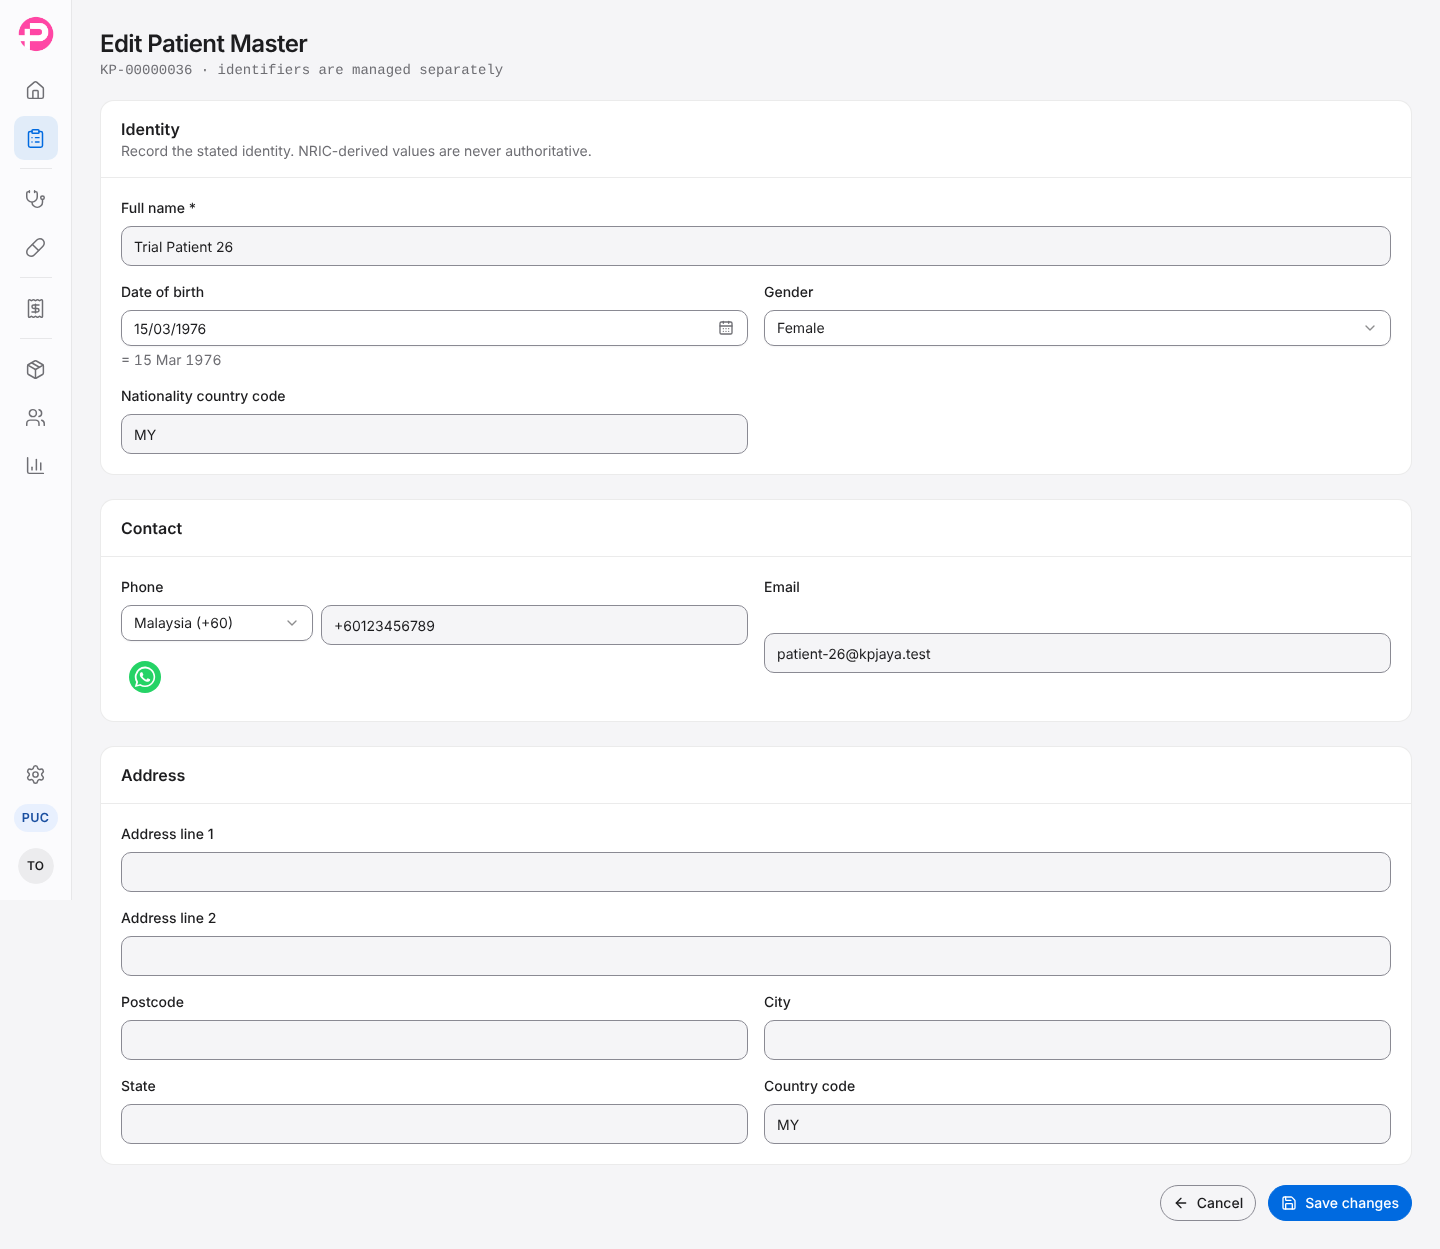 Edit Patient Master
KP-00000036 · identifiers are managed separately
Identity
Record the stated identity. NRIC-derived values are never authoritative.
Full name *
Trial Patient 26
Date of birth
Gender
15/03/1976
Female
= 15 Mar 1976
Nationality country code
MY
Contact
Phone
Email
Malaysia (+60)
+60123456789
patient-26@kpjaya.test
Address
Address line 1
Address line 2
Postcode
City
State
Country code
MY
PUC
TO
Cancel
Save changes